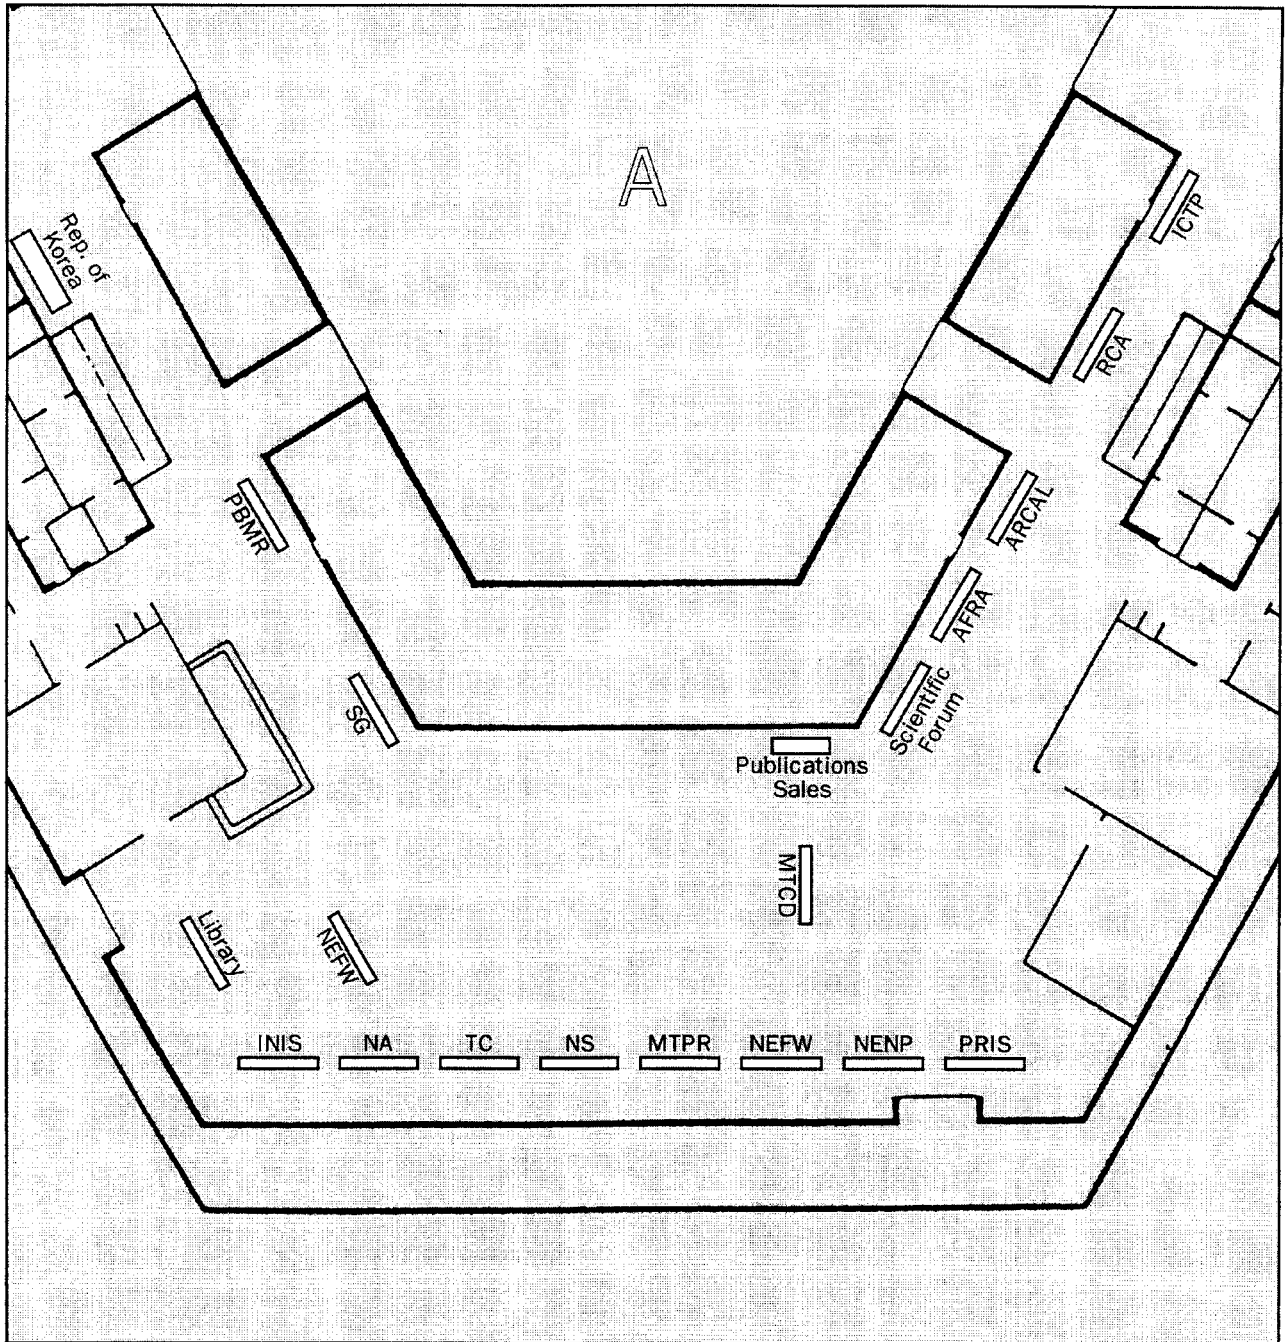 A
ICTP
Rep. of
Korea
RCA
PBMR
ARCAL
AFRA
SG
Scientific
Forum
Publications
Sales
MTCD
Library
NEFW
INIS
NA
TC
NS
MTPR
NEFW
NENP
PRIS